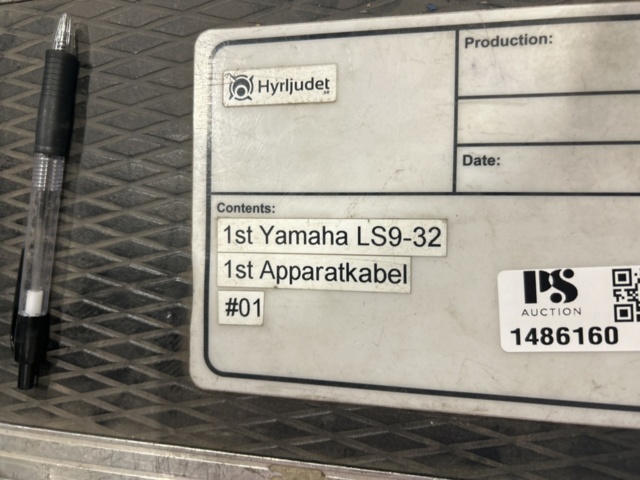 Production:
Hyrljudet
Date:
Contents:
1st Yamaha LS9-32
1st Apparatkabel
#01
PS
AUCTION
1486160